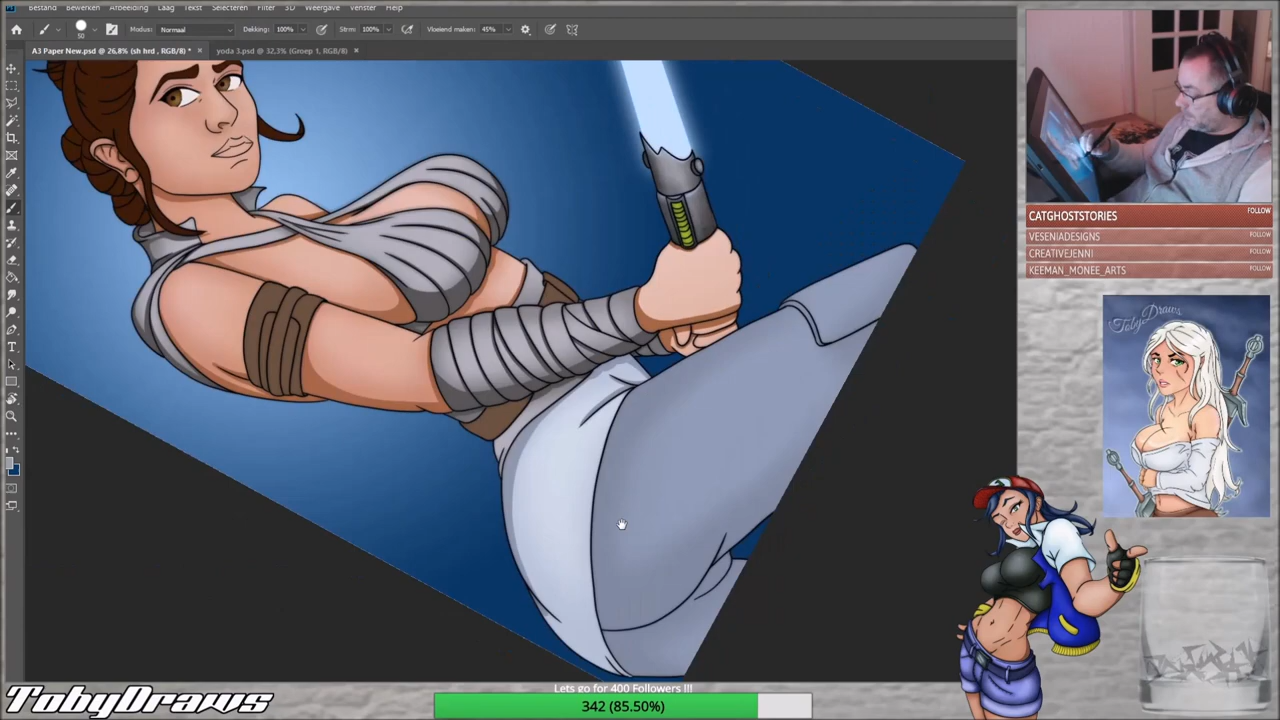 Bestand Bewerken Afbeelding Laag Tekst Selecteren Filter 3D Weergave Venster Help
50 Modus: Normaal Dekking: 100% Strm: 100% Vloeiend maken: 45%
A3 Paper New.psd @ 26,8% (sh hrd , RGB/8) * × yoda 3.psd @ 32,3% (Groep 1, RGB/8) ×
CATGHOSTSTORIES FOLLOW
VESENIADESIGNS FOLLOW
CREATIVEJENNI FOLLOW
KEEMAN_MONEE_ARTS FOLLOW
TobyDraws
Lets go for 400 Followers !!!
TobyDraws
342 (85.50%)